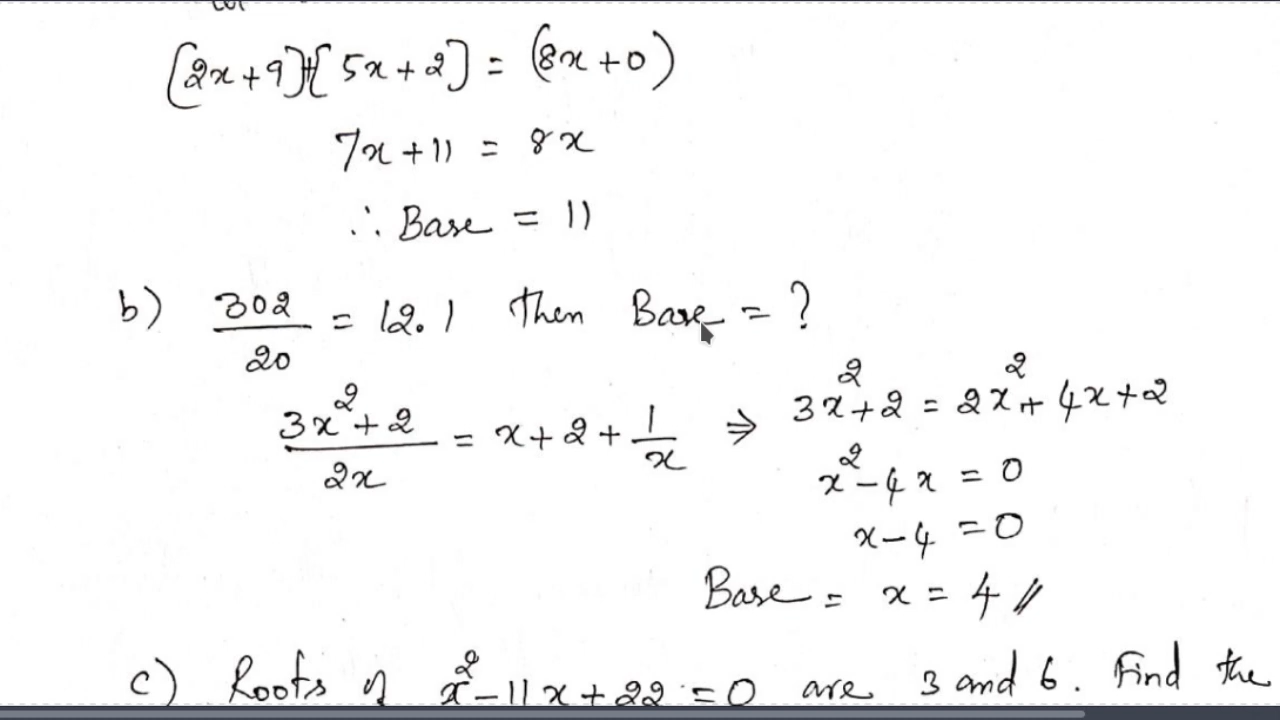 [2x+9]+[5x+2] = (8x+0)
7x+11 = 8x
∴ Base = 11
b) 302/20 = 12.1 then Base = ?
(3x²+2)/2x = x+2+1/x ⇒ 3x²+2 = 2x²+4x+2
x²-4x = 0
x-4 = 0
Base = x = 4 //
c) Roots of x²-11x+22 = 0 are 3 and 6. Find the